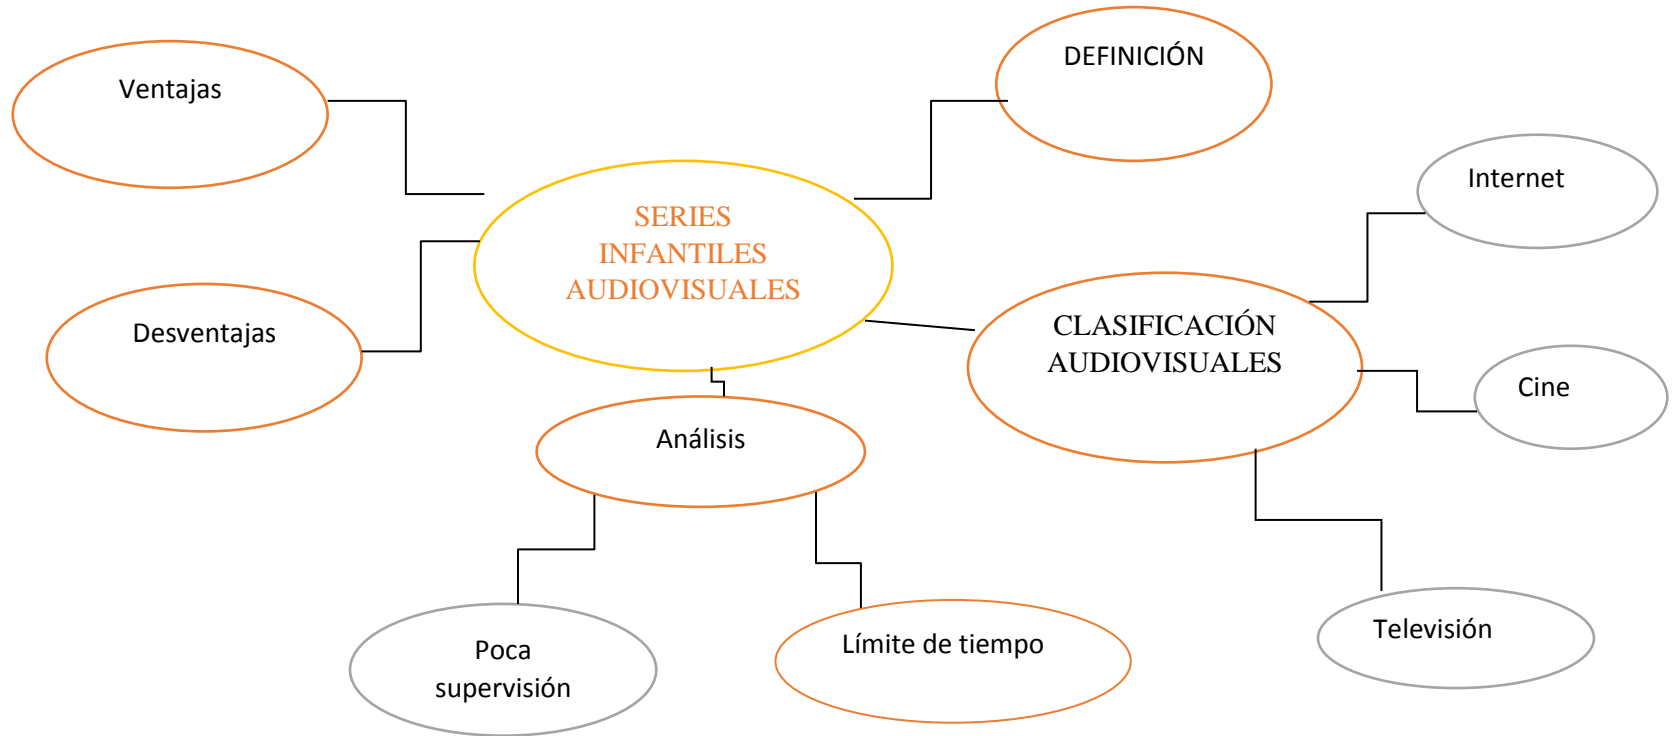 DEFINICIÓN
Ventajas
Internet
SERIES
INFANTILES
AUDIOVISUALES
Desventajas
CLASIFICACIÓN
AUDIOVISUALES
Cine
Análisis
Televisión
Límite de tiempo
Poca
supervisión